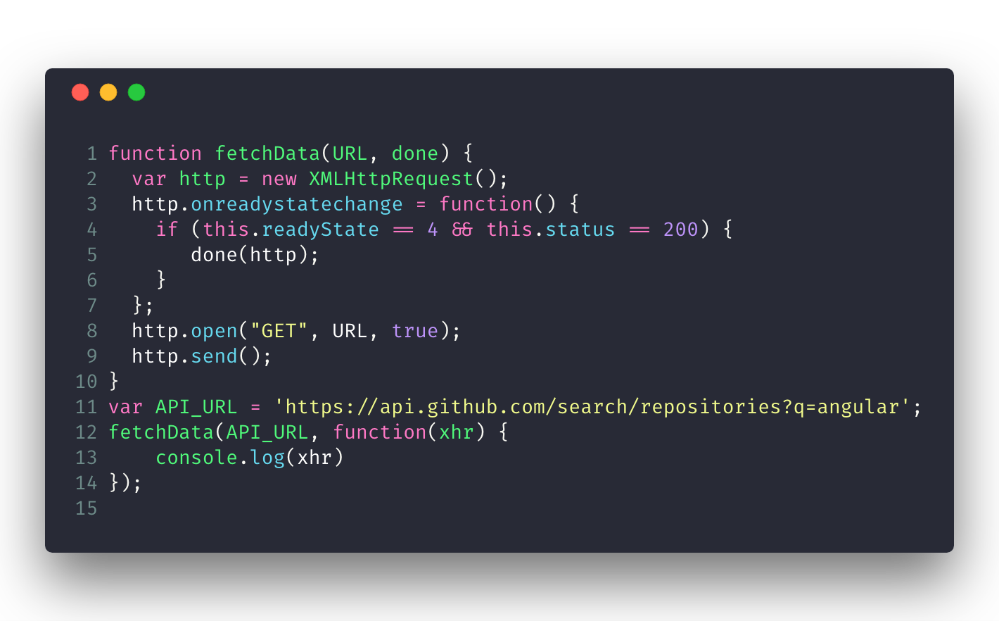 1 function fetchData(URL, done) {
2   var http = new XMLHttpRequest();
3   http.onreadystatechange = function() {
4     if (this.readyState == 4 && this.status == 200) {
5        done(http);
6     }
7   };
8   http.open("GET", URL, true);
9   http.send();
10 }
11 var API_URL = 'https://api.github.com/search/repositories?q=angular';
12 fetchData(API_URL, function(xhr) {
13     console.log(xhr)
14 });
15